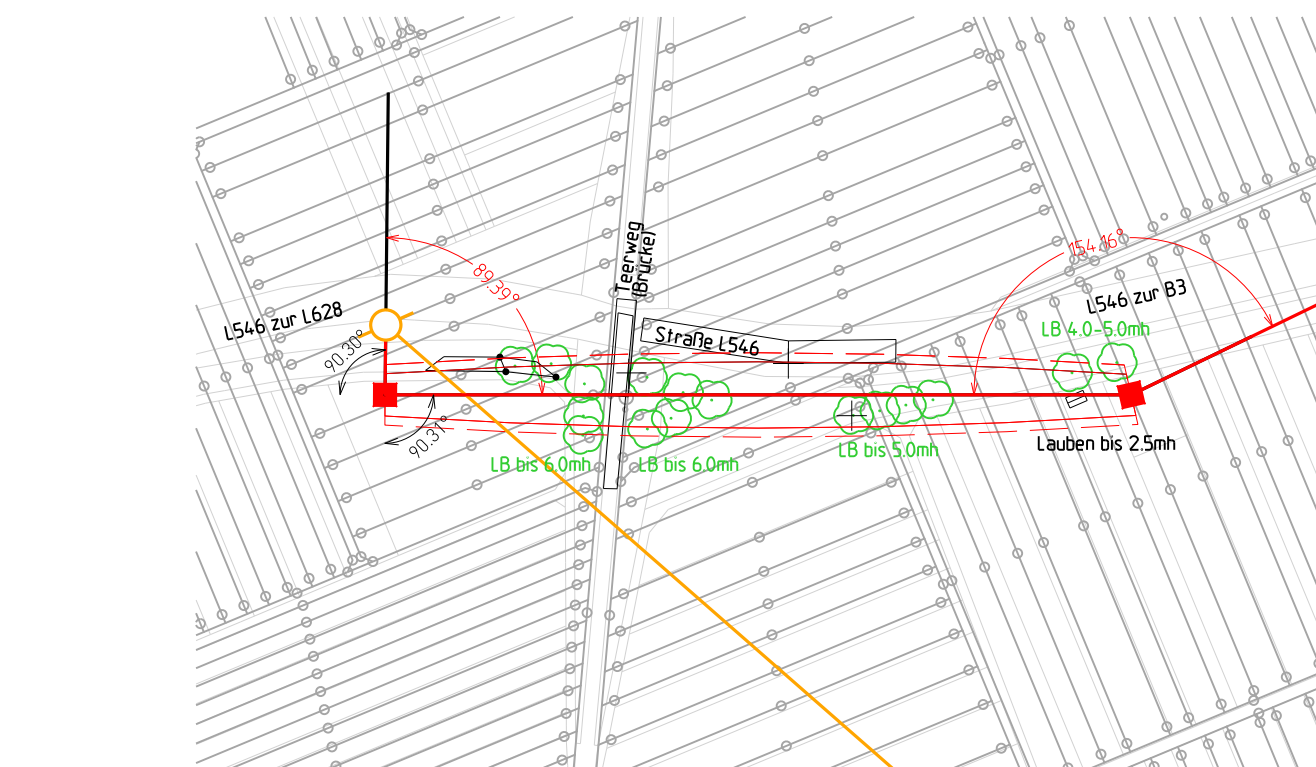 Teerweg
(Brücke)
154.16°
89.39°
L546 zur B3
L546 zur L628
LB 4.0-5.0mh
90.30°
Straße L546
90.31°
LB bis 6.0mh
LB bis 6.0mh
LB bis 5.0mh
Lauben bis 2.5mh